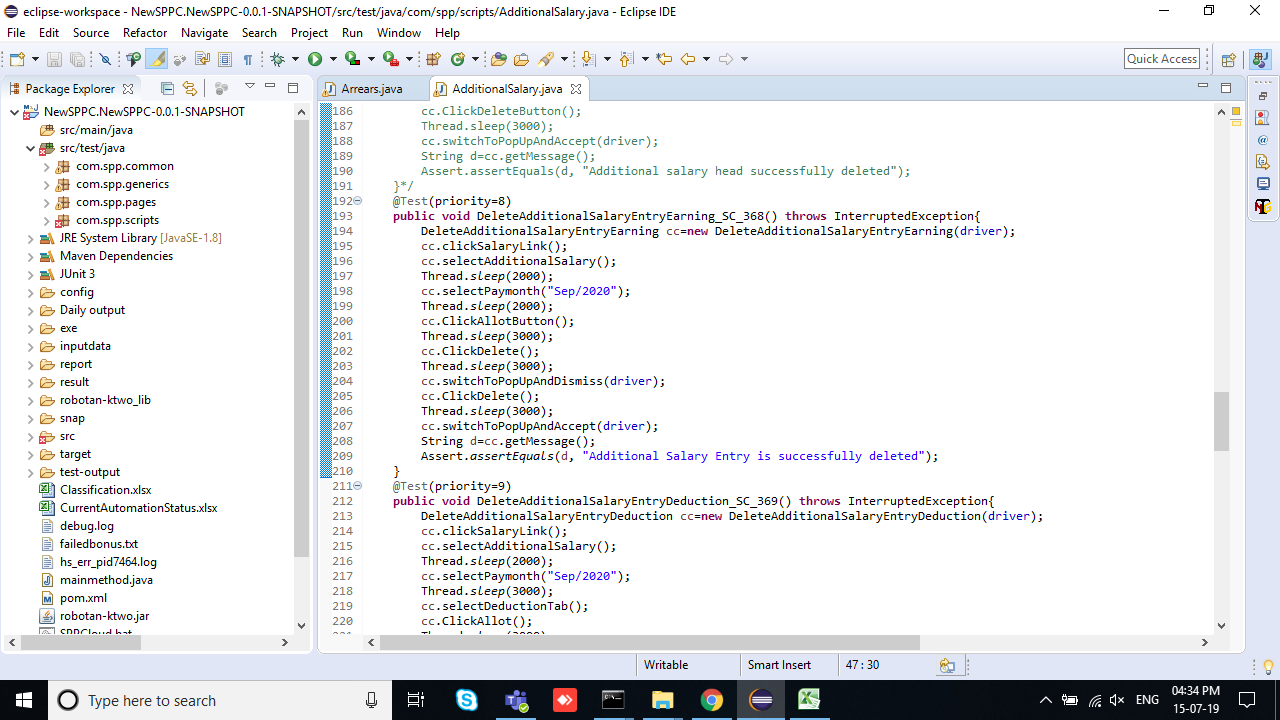 eclipse-workspace - NewSPPC.NewSPPC-0.0.1-SNAPSHOT/src/test/java/com/spp/scripts/AdditionalSalary.java - Eclipse IDE
File Edit Source Refactor Navigate Search Project Run Window Help
Quick Access
Package Explorer
NewSPPC.NewSPPC-0.0.1-SNAPSHOT
src/main/java
src/test/java
com.spp.common
com.spp.generics
com.spp.pages
com.spp.scripts
JRE System Library [JavaSE-1.8]
Maven Dependencies
JUnit 3
config
Daily output
exe
inputdata
report
result
robotan-ktwo_lib
snap
src
target
test-output
Classification.xlsx
CurrentAutomationStatus.xlsx
debug.log
failedbonus.txt
hs_err_pid7464.log
mainmethod.java
pom.xml
robotan-ktwo.jar
SPPCloud.bat
Arrears.java AdditionalSalary.java
186 cc.ClickDeleteButton();
187 Thread.sleep(3000);
188 cc.switchToPopUpAndAccept(driver);
189 String d=cc.getMessage();
190 Assert.assertEquals(d, "Additional salary head successfully deleted");
191 }*/
192 @Test(priority=8)
193 public void DeleteAdditionalSalaryEntryEarning_SC_368() throws InterruptedException{
194 DeleteAdditionalSalaryEntryEarning cc=new DeleteAdditionalSalaryEntryEarning(driver);
195 cc.clickSalaryLink();
196 cc.selectAdditionalSalary();
197 Thread.sleep(2000);
198 cc.selectPaymonth("Sep/2020");
199 Thread.sleep(2000);
200 cc.ClickAllotButton();
201 Thread.sleep(3000);
202 cc.ClickDelete();
203 Thread.sleep(3000);
204 cc.switchToPopUpAndDismiss(driver);
205 cc.ClickDelete();
206 Thread.sleep(3000);
207 cc.switchToPopUpAndAccept(driver);
208 String d=cc.getMessage();
209 Assert.assertEquals(d, "Additional Salary Entry is successfully deleted");
210 }
211 @Test(priority=9)
212 public void DeleteAdditionalSalaryEntryDeduction_SC_369() throws InterruptedException{
213 DeleteAdditionalSalaryEntryDeduction cc=new DeleteAdditionalSalaryEntryDeduction(driver);
214 cc.clickSalaryLink();
215 cc.selectAdditionalSalary();
216 Thread.sleep(2000);
217 cc.selectPaymonth("Sep/2020");
218 Thread.sleep(3000);
219 cc.selectDeductionTab();
220 cc.ClickAllot();
Writable Smart Insert 47 : 30
Type here to search
ENG
04:34 PM
15-07-19